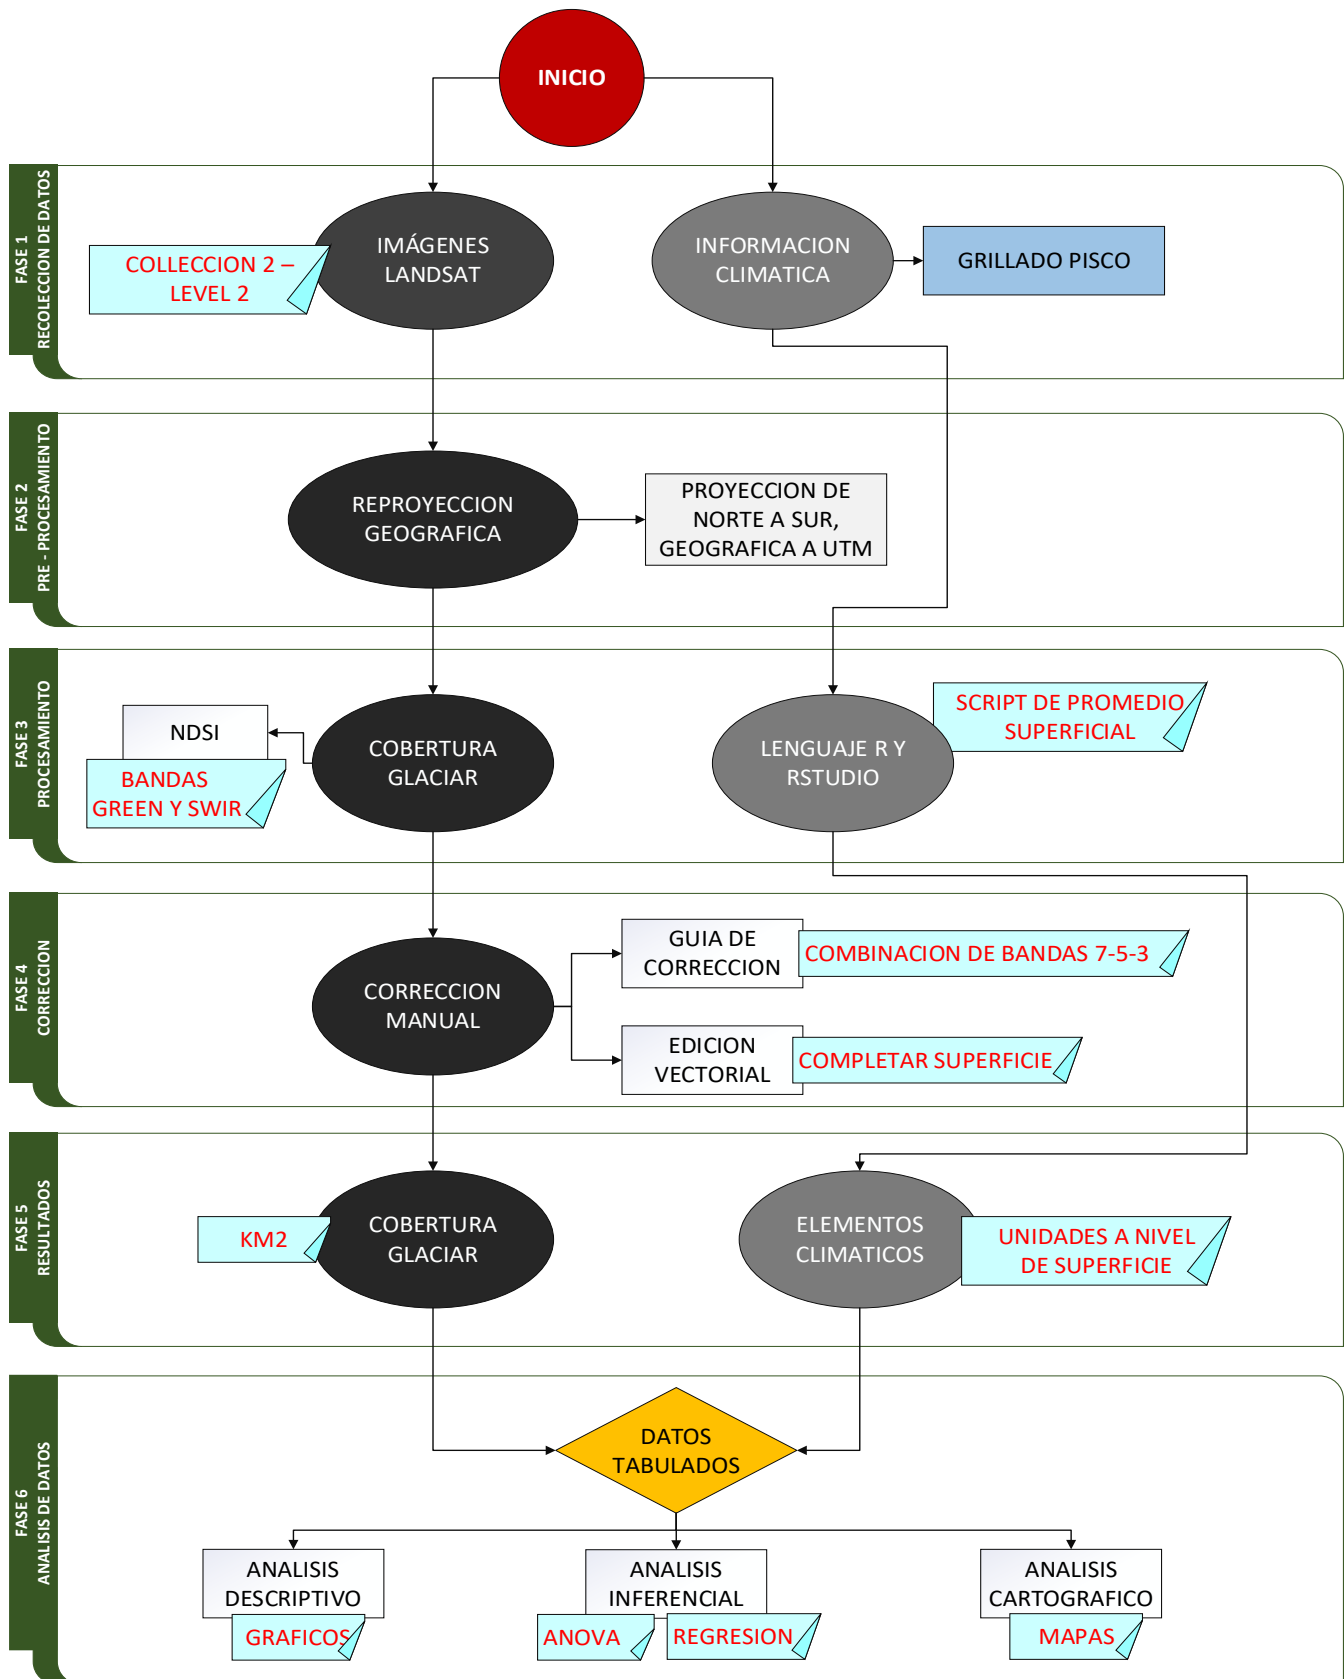 INICIO
FASE 1
RECOLECCION DE DATOS
IMÁGENES
LANDSAT
COLLECCION 2 –
LEVEL 2
INFORMACION
CLIMATICA
GRILLADO PISCO
FASE 2
PRE - PROCESAMIENTO
REPROYECCION
GEOGRAFICA
PROYECCION DE
NORTE A SUR,
GEOGRAFICA A UTM
FASE 3
PROCESAMIENTO
NDSI
BANDAS
GREEN Y SWIR
COBERTURA
GLACIAR
LENGUAJE R Y
RSTUDIO
SCRIPT DE PROMEDIO
SUPERFICIAL
FASE 4
CORRECCION
CORRECCION
MANUAL
GUIA DE
CORRECCION
COMBINACION DE BANDAS 7-5-3
EDICION
VECTORIAL
COMPLETAR SUPERFICIE
FASE 5
RESULTADOS
KM2
COBERTURA
GLACIAR
ELEMENTOS
CLIMATICOS
UNIDADES A NIVEL
DE SUPERFICIE
FASE 6
ANALISIS DE DATOS
DATOS
TABULADOS
ANALISIS
DESCRIPTIVO
GRAFICOS
ANALISIS
INFERENCIAL
ANOVA
REGRESION
ANALISIS
CARTOGRAFICO
MAPAS